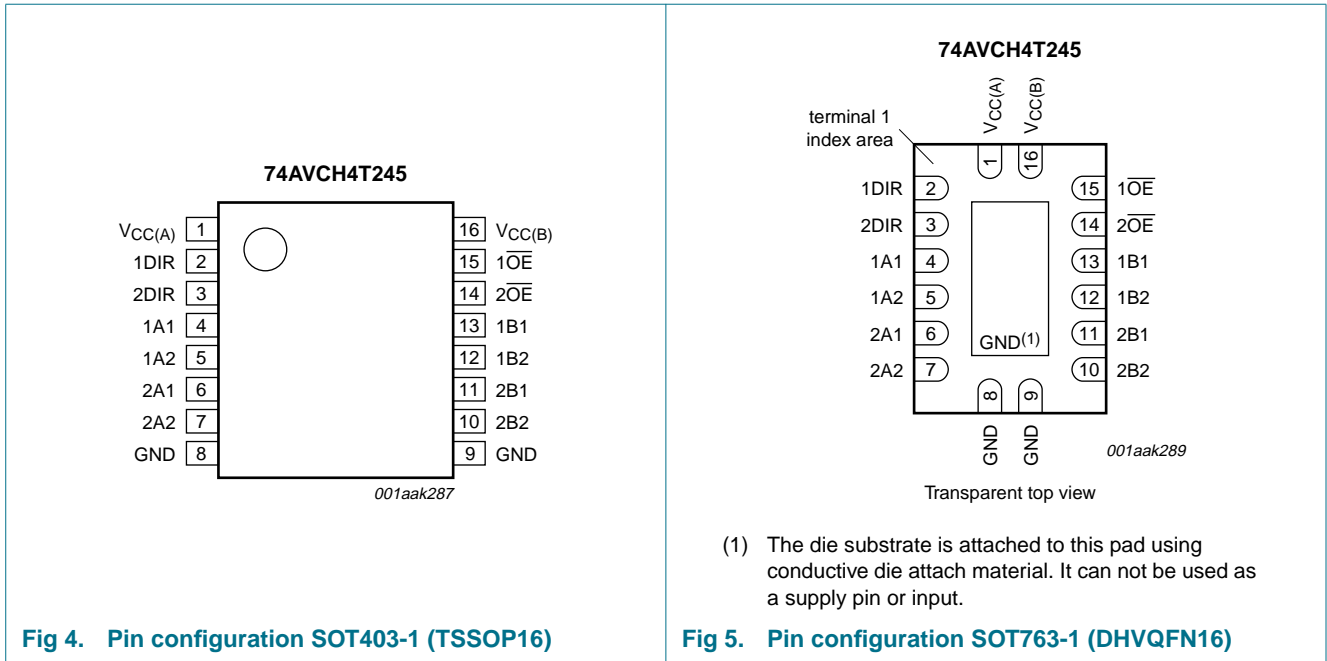 74AVCH4T245
VCC(A) 1
1DIR 2
2DIR 3
1A1 4
1A2 5
2A1 6
2A2 7
GND 8
16 VCC(B)
15 1O̅E̅
14 2O̅E̅
13 1B1
12 1B2
11 2B1
10 2B2
9 GND
001aak287
Fig 4. Pin configuration SOT403-1 (TSSOP16)
74AVCH4T245
terminal 1
index area
VCC(A)
VCC(B)
1
16
1DIR 2
2DIR 3
1A1 4
1A2 5
2A1 6
2A2 7
15 1O̅E̅
14 2O̅E̅
13 1B1
12 1B2
11 2B1
10 2B2
GND(1)
8
9
GND
GND
001aak289
Transparent top view
(1) The die substrate is attached to this pad using
conductive die attach material. It can not be used as
a supply pin or input.
Fig 5. Pin configuration SOT763-1 (DHVQFN16)